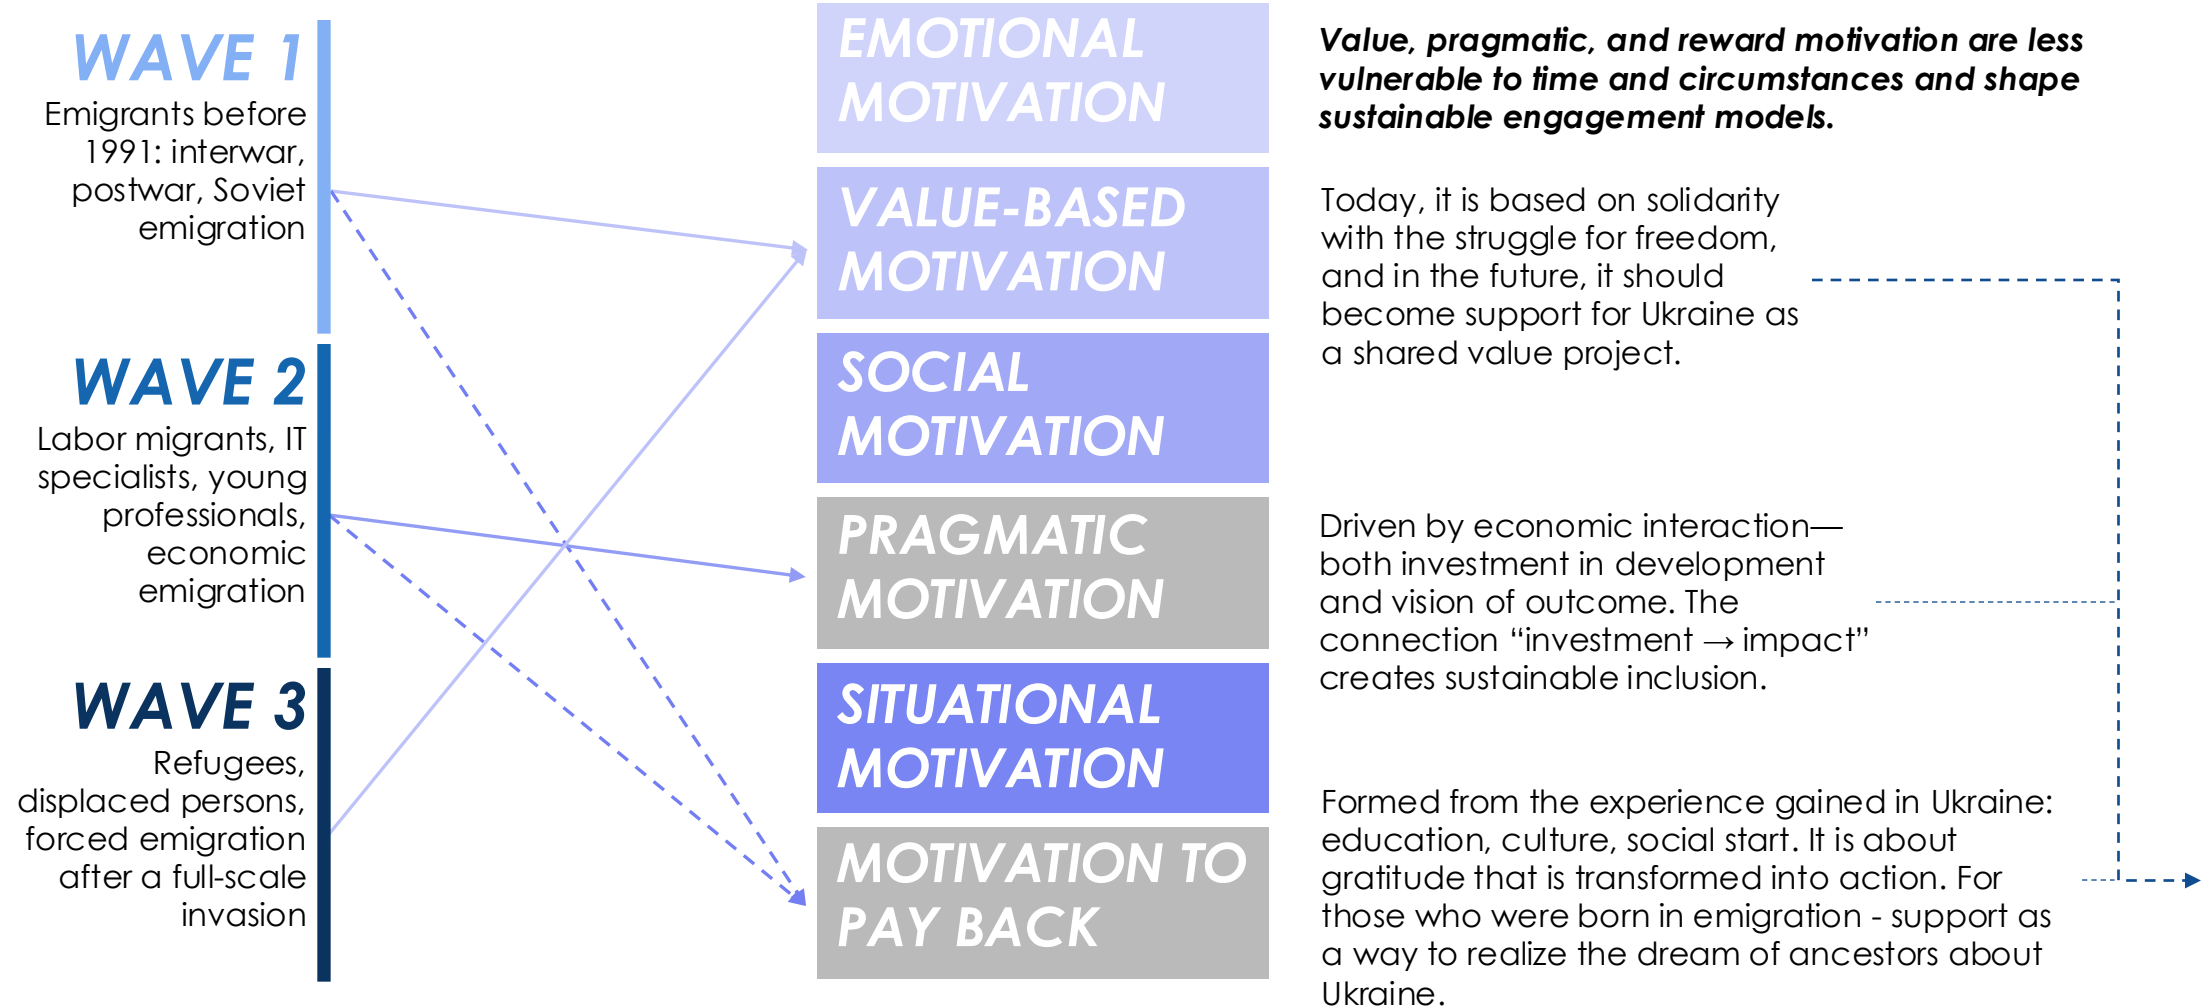 WAVE 1
Emigrants before
1991: interwar,
postwar, Soviet
emigration
WAVE 2
Labor migrants, IT
specialists, young
professionals,
economic
emigration
WAVE 3
Refugees,
displaced persons,
forced emigration
after a full-scale
invasion
EMOTIONAL
MOTIVATION
VALUE-BASED
MOTIVATION
SOCIAL
MOTIVATION
PRAGMATIC
MOTIVATION
SITUATIONAL
MOTIVATION
MOTIVATION TO
PAY BACK
Value, pragmatic, and reward motivation are less
vulnerable to time and circumstances and shape
sustainable engagement models.
Today, it is based on solidarity
with the struggle for freedom,
and in the future, it should
become support for Ukraine as
a shared value project.
Driven by economic interaction—
both investment in development
and vision of outcome. The
connection “investment → impact”
creates sustainable inclusion.
Formed from the experience gained in Ukraine:
education, culture, social start. It is about
gratitude that is transformed into action. For
those who were born in emigration - support as
a way to realize the dream of ancestors about
Ukraine.